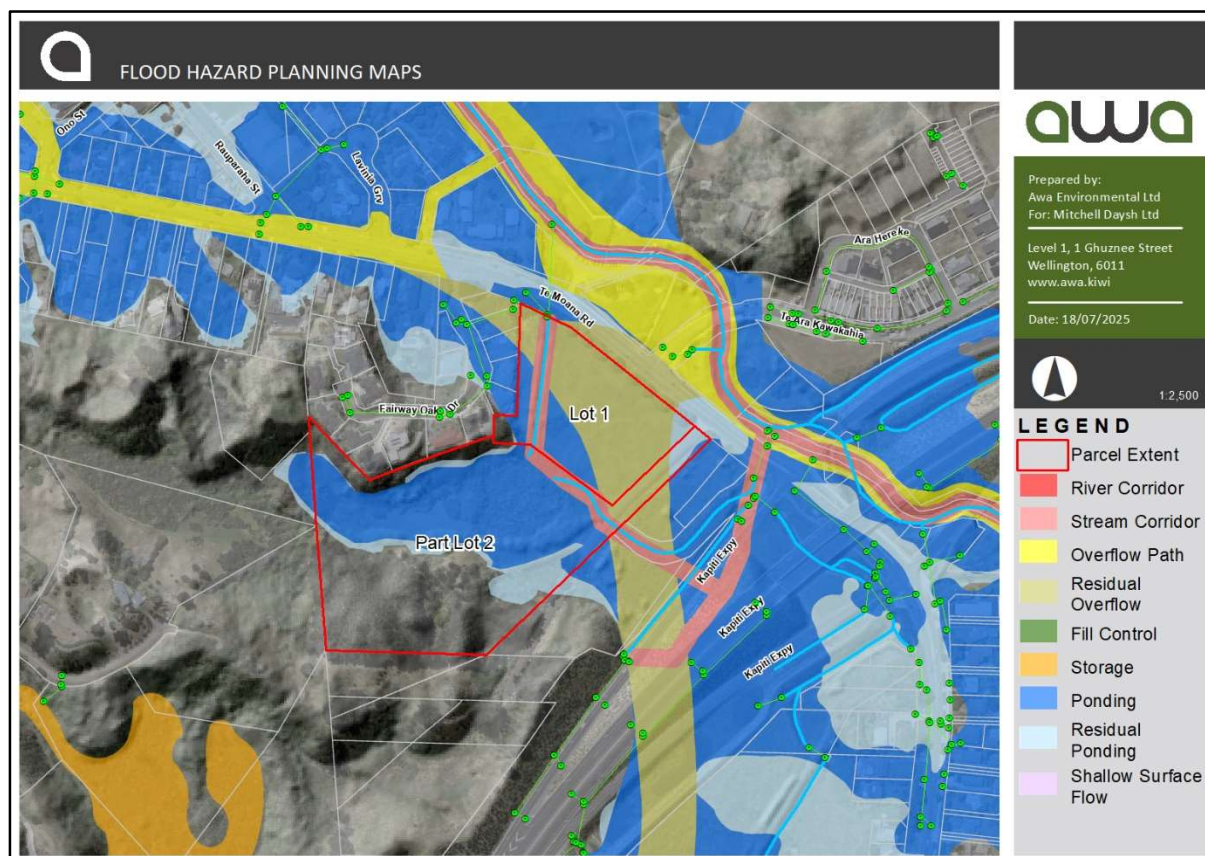 FLOOD HAZARD PLANNING MAPS
Ono St
Rauparaha St
Lavinia Grv
Te Moana Rd
Ara Hereke
Te Ara Kawakahia
Fairway Oaks Dr
Lot 1
Part Lot 2
Kapiti Expy
Kapiti Expy
Kapiti Expy
awa
Prepared by:
Awa Environmental Ltd
For: Mitchell Daysh Ltd
Level 1, 1 Ghuznee Street
Wellington, 6011
www.awa.kiwi
Date: 18/07/2025
1:2,500
LEGEND
Parcel Extent
River Corridor
Stream Corridor
Overflow Path
Residual
Overflow
Fill Control
Storage
Ponding
Residual
Ponding
Shallow Surface
Flow